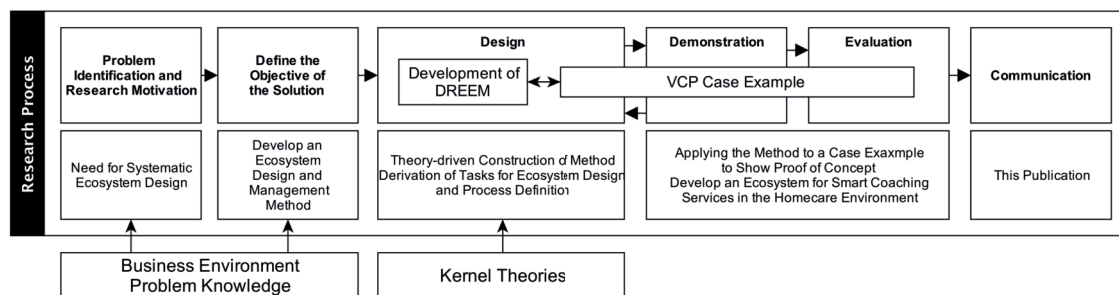 Research Process
Problem
Identification and
Research Motivation
Define the
Objective of
the Solution
Design
Development of
DREEM
Demonstration
Evaluation
VCP Case Example
Communication
Need for Systematic
Ecosystem Design
Develop an
Ecosystem
Design and
Management
Method
Theory-driven Construction of Method
Derivation of Tasks for Ecosystem Design
and Process Definition
Applying the Method to a Case Exaxmple
to Show Proof of Concept
Develop an Ecosystem for Smart Coaching
Services in the Homecare Environment
This Publication
Business Environment
Problem Knowledge
Kernel Theories